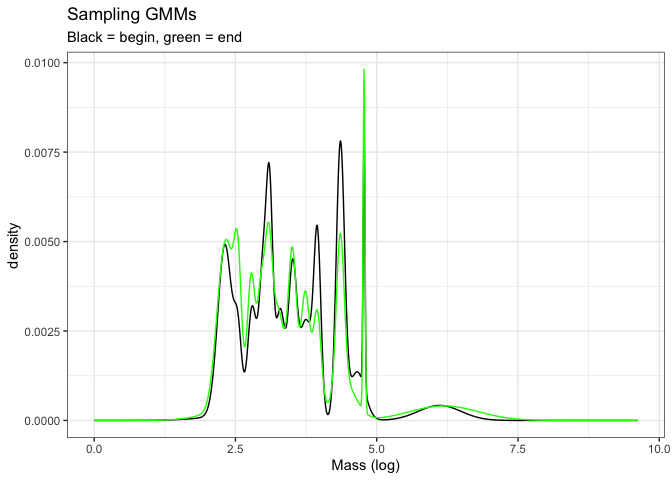 Sampling GMMs
Black = begin, green = end
0.0100
0.0075
0.0050
0.0025
0.0000
density
0.0
2.5
5.0
7.5
10.0
Mass (log)